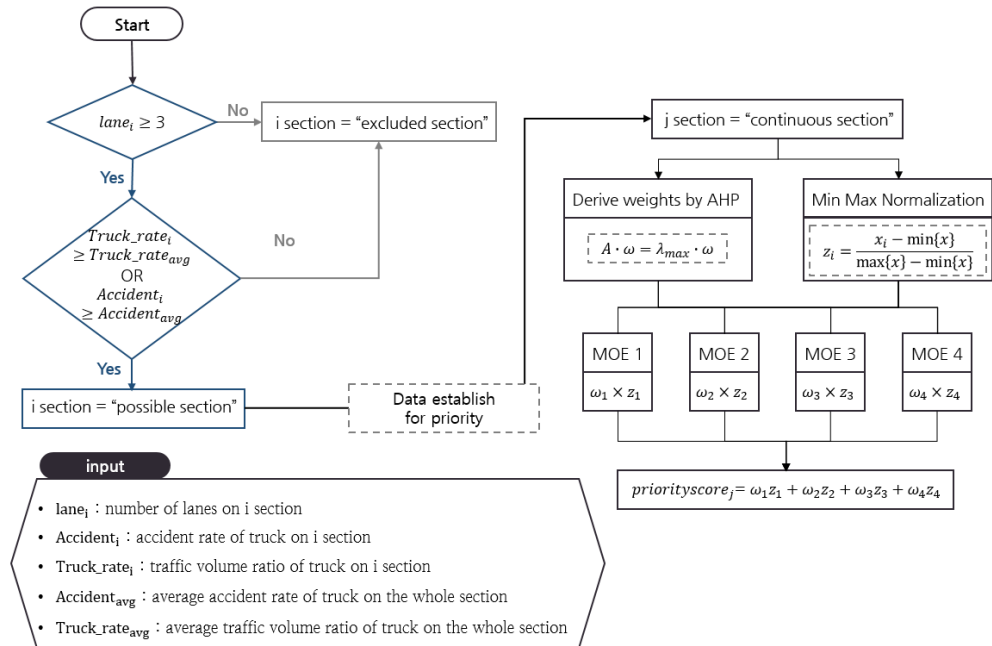 Start
lane_i ≥ 3
No
i section = “excluded section”
Yes
Truck_rate_i
≥ Truck_rate_avg
OR
Accident_i
≥ Accident_avg
No
Yes
i section = “possible section”
Data establish
for priority
j section = “continuous section”
Derive weights by AHP
A · ω = λ_max · ω
Min Max Normalization
z_i = (x_i − min{x}) / (max{x} − min{x})
MOE 1
ω_1 × z_1
MOE 2
ω_2 × z_2
MOE 3
ω_3 × z_3
MOE 4
ω_4 × z_4
priorityscore_j = ω_1z_1 + ω_2z_2 + ω_3z_3 + ω_4z_4
input
• lane_i : number of lanes on i section
• Accident_i : accident rate of truck on i section
• Truck_rate_i : traffic volume ratio of truck on i section
• Accident_avg : average accident rate of truck on the whole section
• Truck_rate_avg : average traffic volume ratio of truck on the whole section